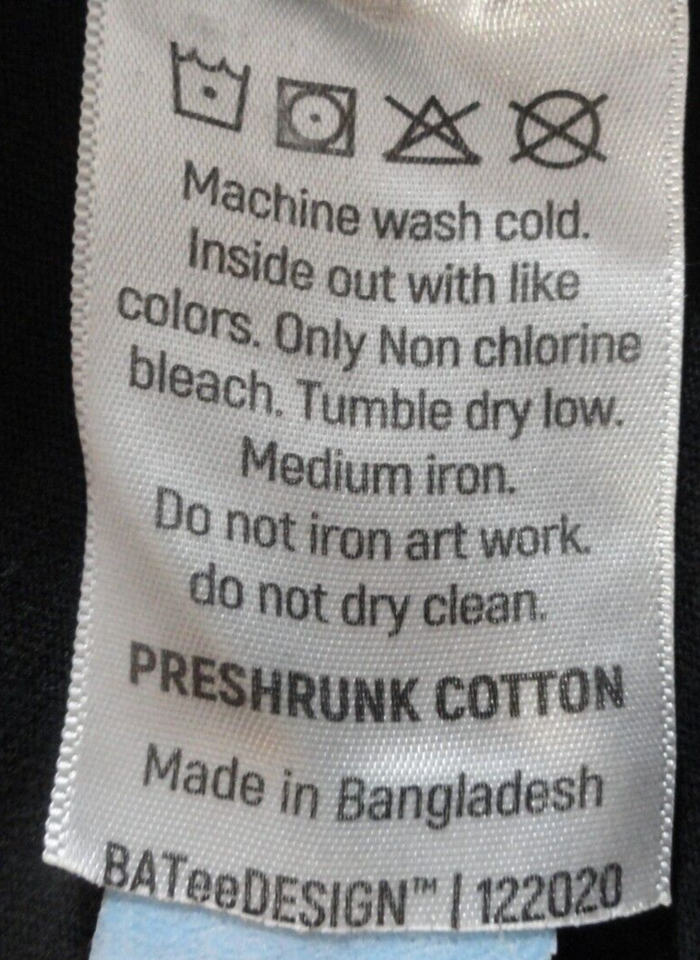 Machine wash cold.
Inside out with like
colors. Only Non chlorine
bleach. Tumble dry low.
Medium iron.
Do not iron art work.
do not dry clean.
PRESHRUNK COTTON
Made in Bangladesh
BATeeDESIGN™ | 122020